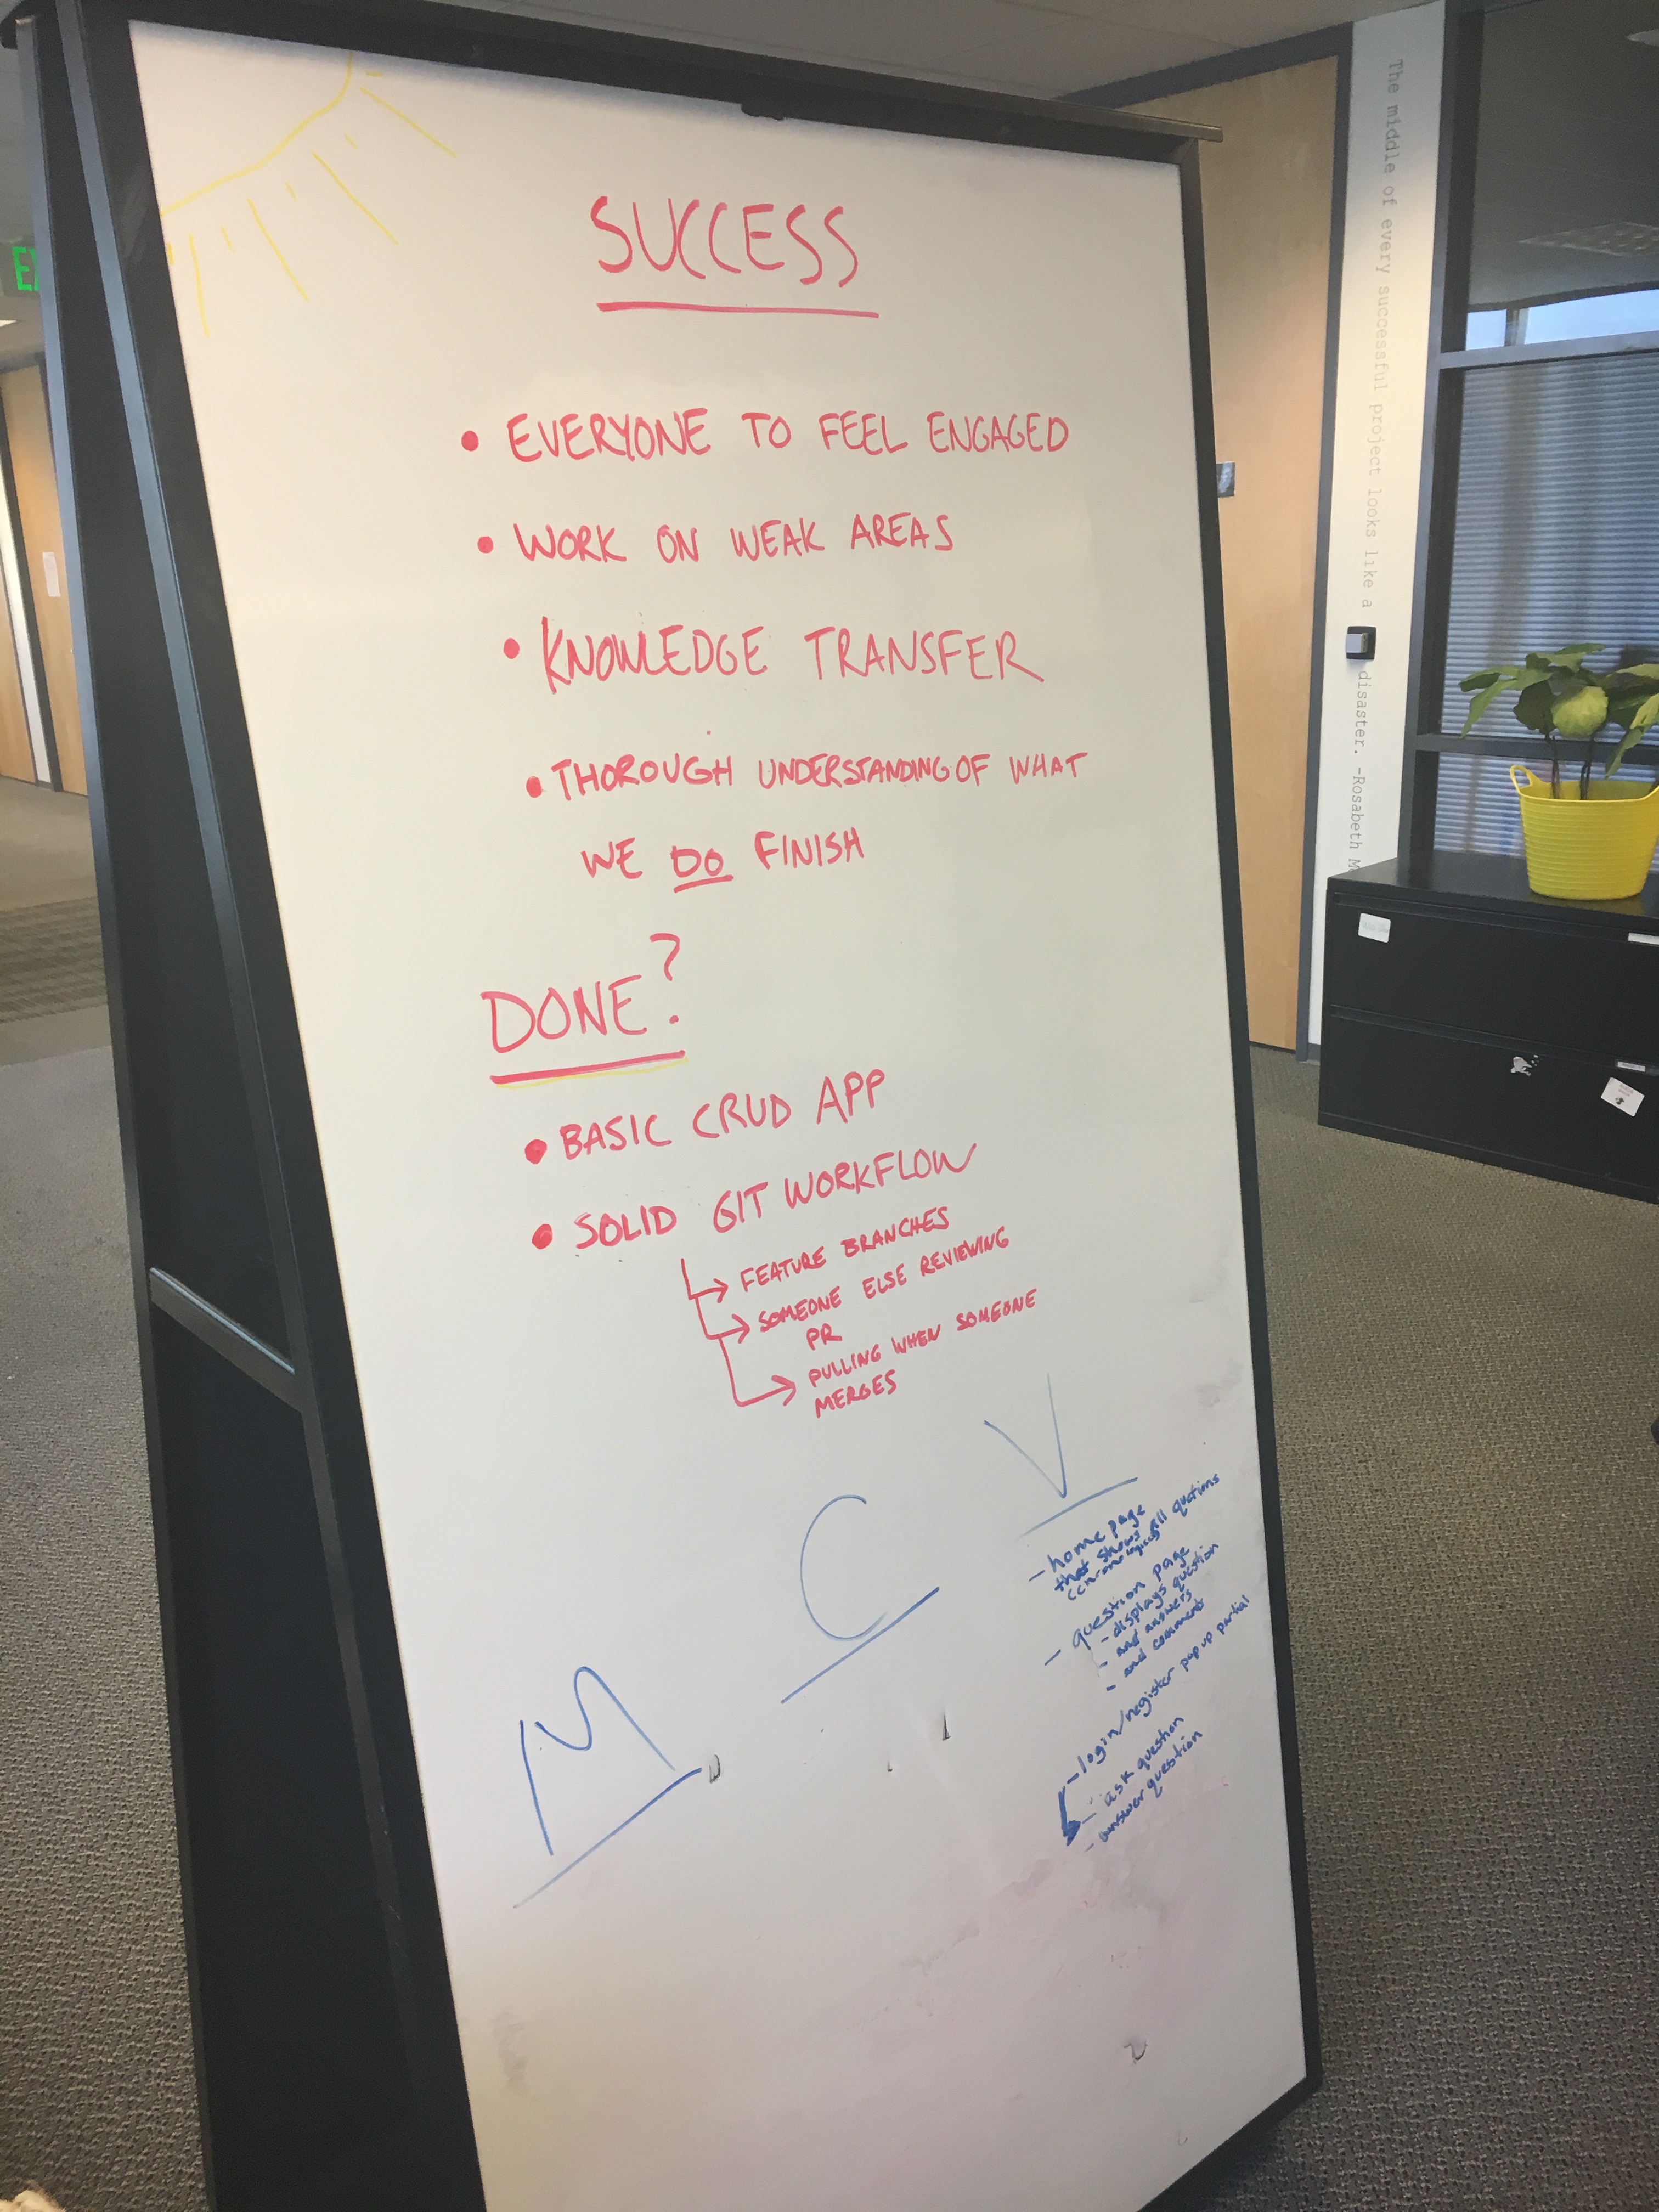 SUCCESS
• EVERYONE TO FEEL ENGAGED
• WORK ON WEAK AREAS
• KNOWLEDGE TRANSFER
• THOROUGH UNDERSTANDING OF WHAT
WE DO FINISH
DONE?
• BASIC CRUD APP
• SOLID GIT WORKFLOW
FEATURE BRANCHES
SOMEONE ELSE REVIEWING
PR
PULLING WHEN SOMEONE
MERGES
M
C
V
- home page
that shows all
questions
- question page
- displays question
- and answers
- and comments
- login/register pop up partial
- ask question
- answer question
The middle of every successful project looks like a disaster. -Rosabeth M
EX